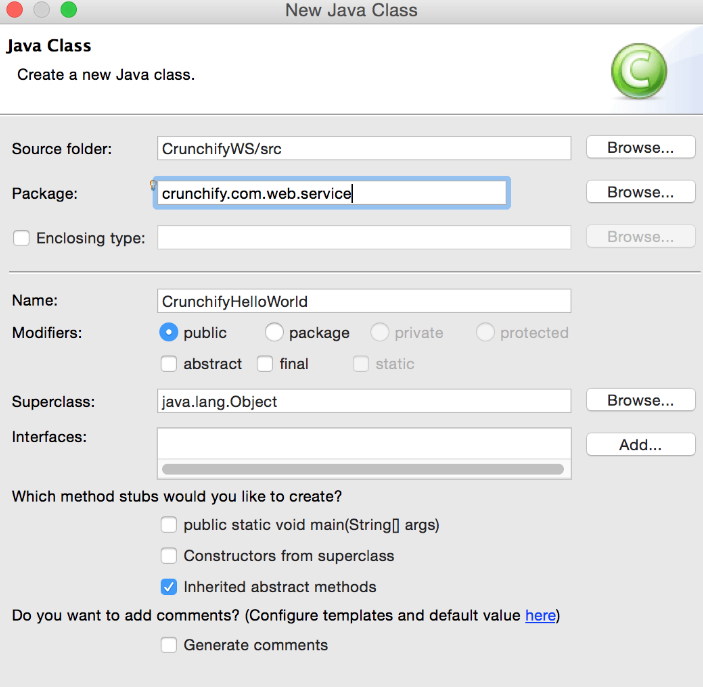 New Java Class
Java Class
Create a new Java class.
Source folder: CrunchifyWS/src Browse...
Package: crunchify.com.web.service Browse...
Enclosing type: Browse...
Name: CrunchifyHelloWorld
Modifiers: public package private protected
abstract final static
Superclass: java.lang.Object Browse...
Interfaces: Add...
Which method stubs would you like to create?
public static void main(String[] args)
Constructors from superclass
Inherited abstract methods
Do you want to add comments? (Configure templates and default value here)
Generate comments